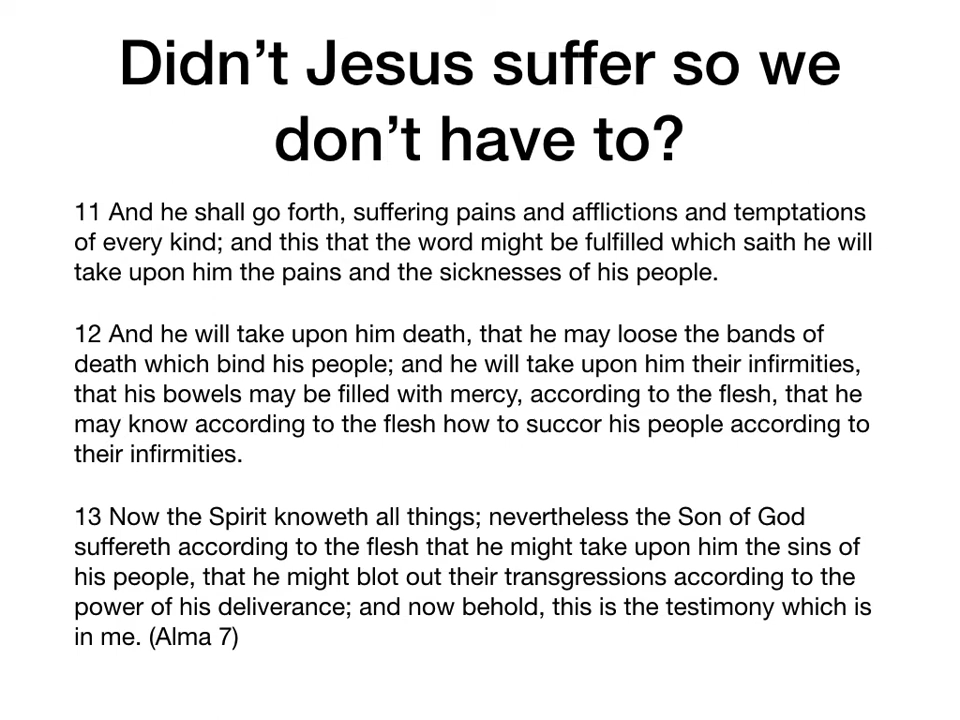 Didn’t Jesus suffer so we
don’t have to?
11 And he shall go forth, suffering pains and afflictions and temptations
of every kind; and this that the word might be fulfilled which saith he will
take upon him the pains and the sicknesses of his people.
12 And he will take upon him death, that he may loose the bands of
death which bind his people; and he will take upon him their infirmities,
that his bowels may be filled with mercy, according to the flesh, that he
may know according to the flesh how to succor his people according to
their infirmities.
13 Now the Spirit knoweth all things; nevertheless the Son of God
suffereth according to the flesh that he might take upon him the sins of
his people, that he might blot out their transgressions according to the
power of his deliverance; and now behold, this is the testimony which is
in me. (Alma 7)